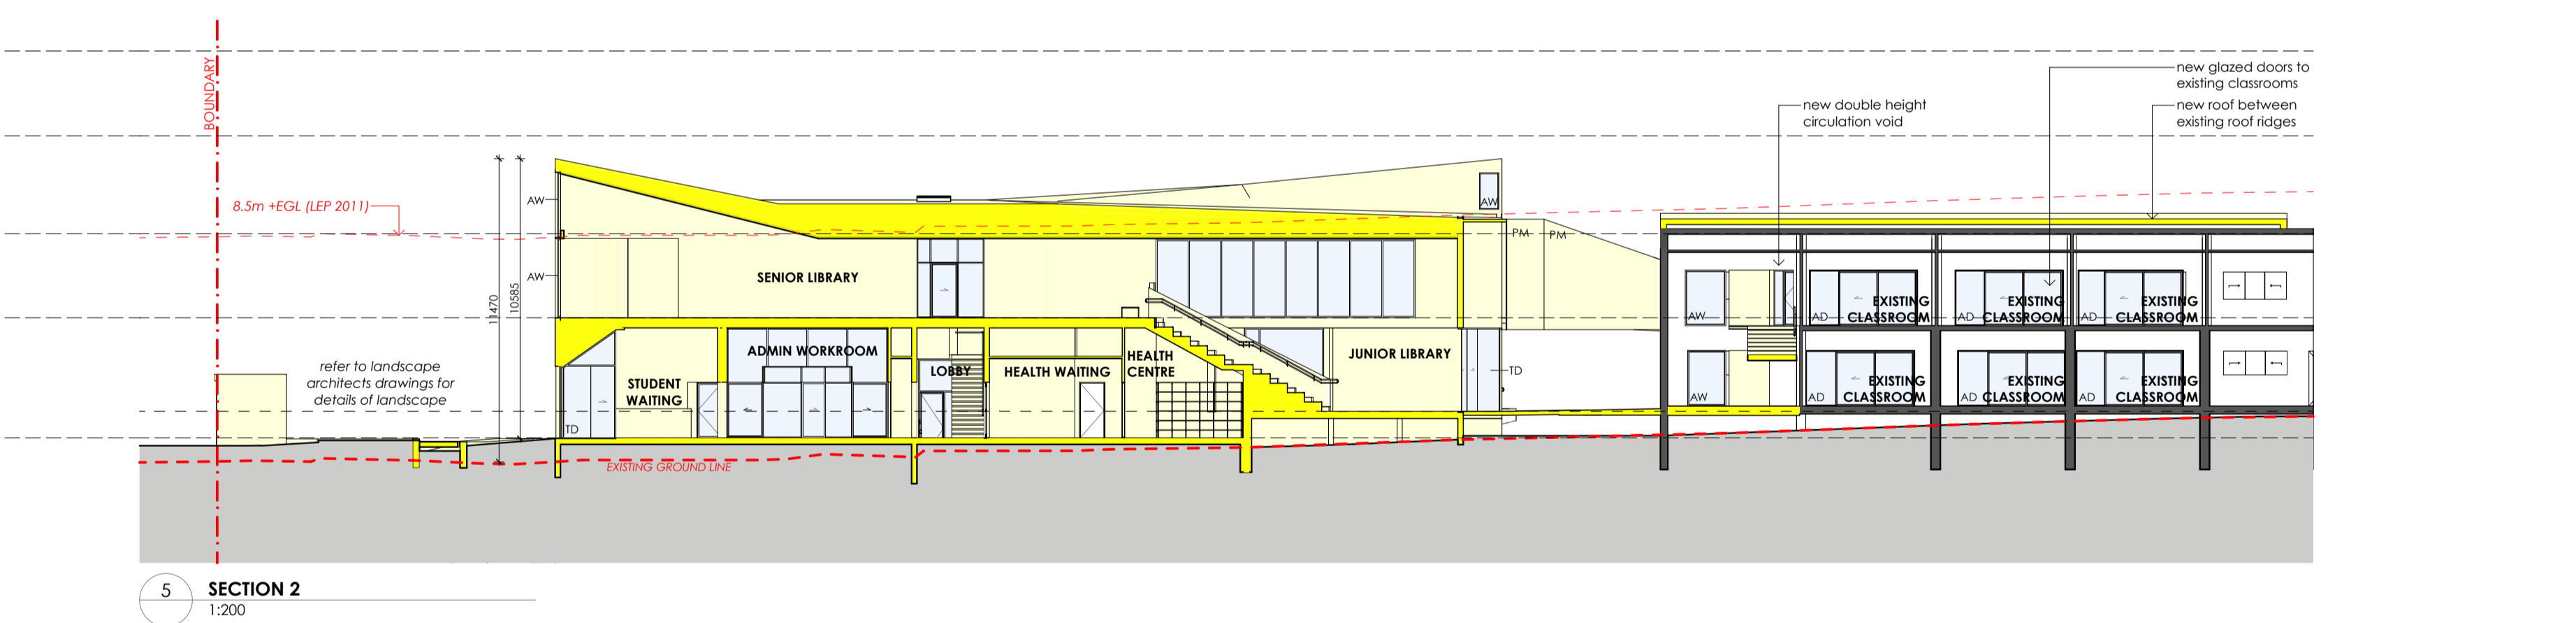 BOUNDARY
new glazed doors to
existing classrooms
new double height
circulation void
new roof between
existing roof ridges
8.5m +EGL (LEP 2011)
AW
AW
AW
PM
PM
11470
10585
SENIOR LIBRARY
AW
AD
EXISTING
CLASSROOM
AD
EXISTING
CLASSROOM
AD
EXISTING
CLASSROOM
refer to landscape
architects drawings for
details of landscape
ADMIN WORKROOM
STUDENT
WAITING
LOBBY
HEALTH WAITING
HEALTH
CENTRE
JUNIOR LIBRARY
TD
TD
AW
AD
EXISTING
CLASSROOM
AD
EXISTING
CLASSROOM
AD
EXISTING
CLASSROOM
EXISTING GROUND LINE
5
SECTION 2
1:200